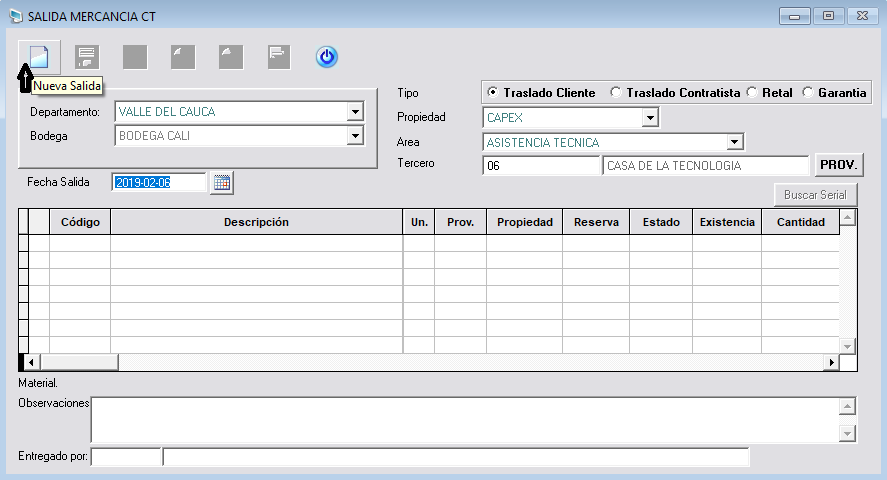 SALIDA MERCANCIA CT
Nueva Salida
Departamento: VALLE DEL CAUCA
Bodega BODEGA CALI
Fecha Salida 2019-02-06
Tipo Traslado Cliente Traslado Contratista Retal Garantia
Propiedad CAPEX
Area ASISTENCIA TECNICA
Tercero 06 CASA DE LA TECNOLOGIA PROV.
Buscar Serial
Código Descripción Un. Prov. Propiedad Reserva Estado Existencia Cantidad
Material.
Observaciones
Entregado por: